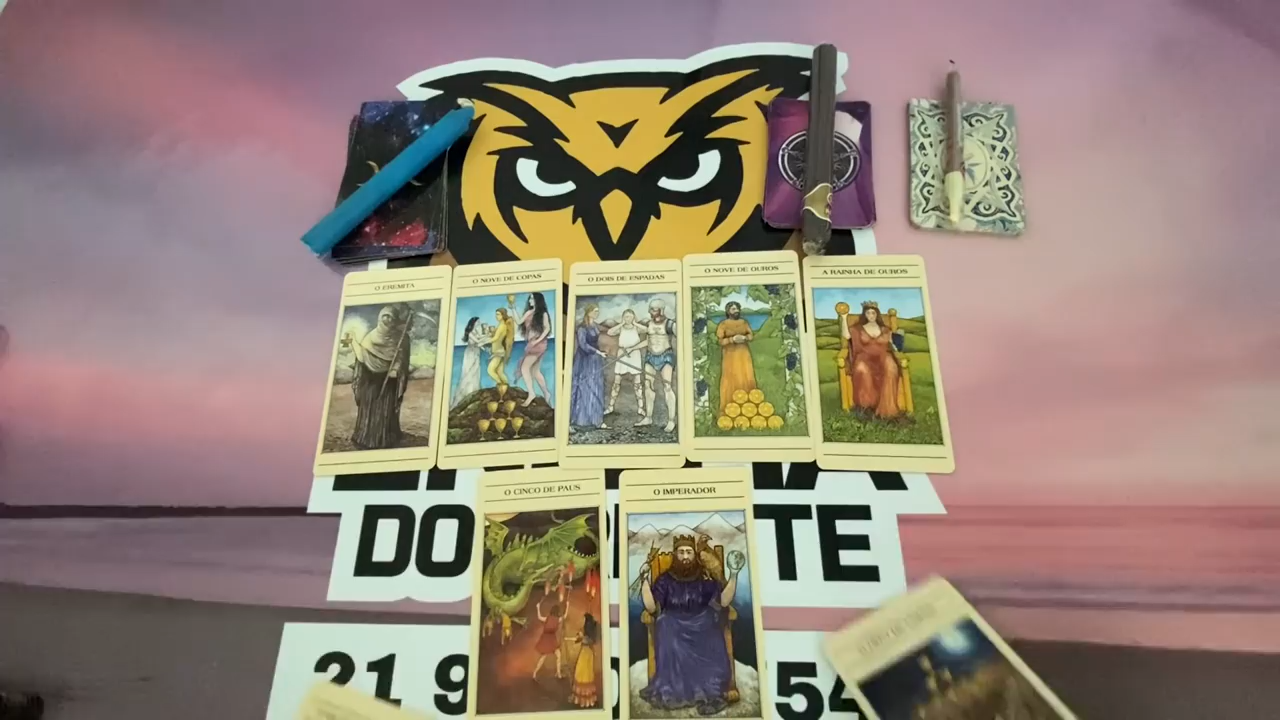 O EREMITA
O NOVE DE COPAS
O DOIS DE ESPADAS
O NOVE DE OUROS
A RAINHA DE OUROS
O CINCO DE PAUS
O IMPERADOR
DO
TE
21 9
54